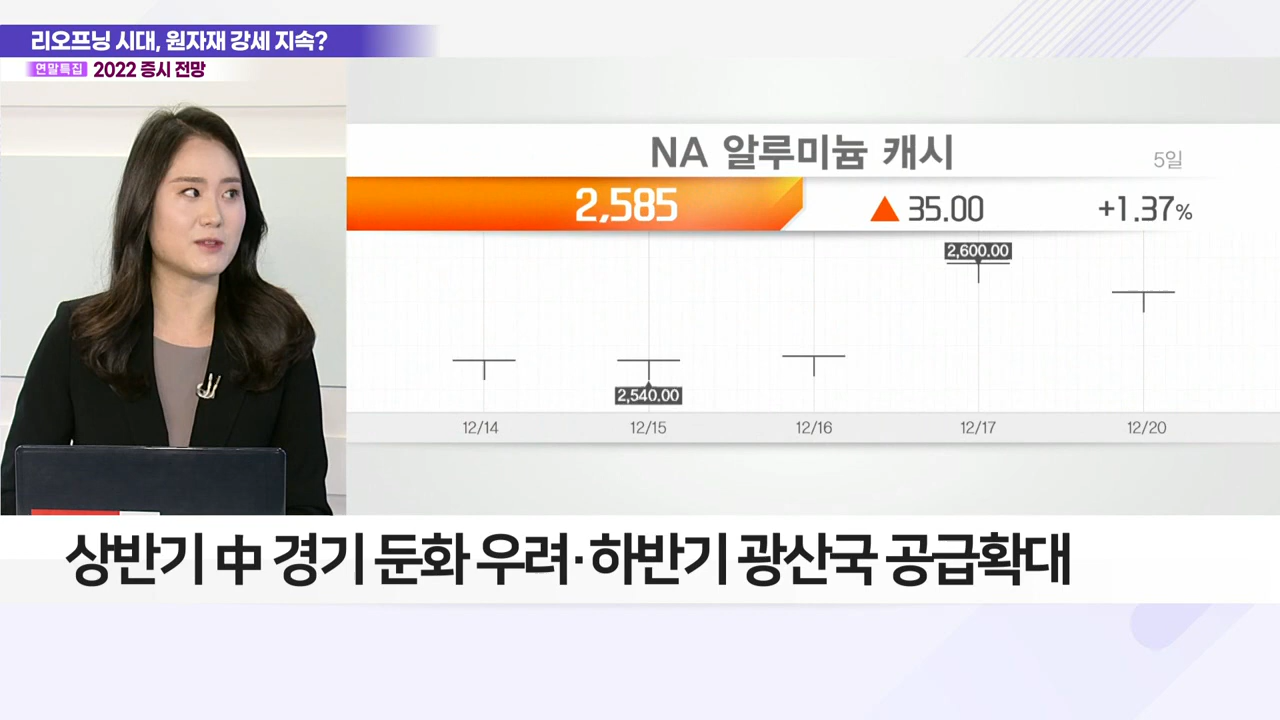 리오프닝 시대, 원자재 강세 지속?
연말특집 2022 증시 전망
NA 알루미늄 캐시
5일
2,585 ▲ 35.00 +1.37%
2,600.00
2,540.00
12/14 12/15 12/16 12/17 12/20
상반기 中 경기 둔화 우려·하반기 광산국 공급확대